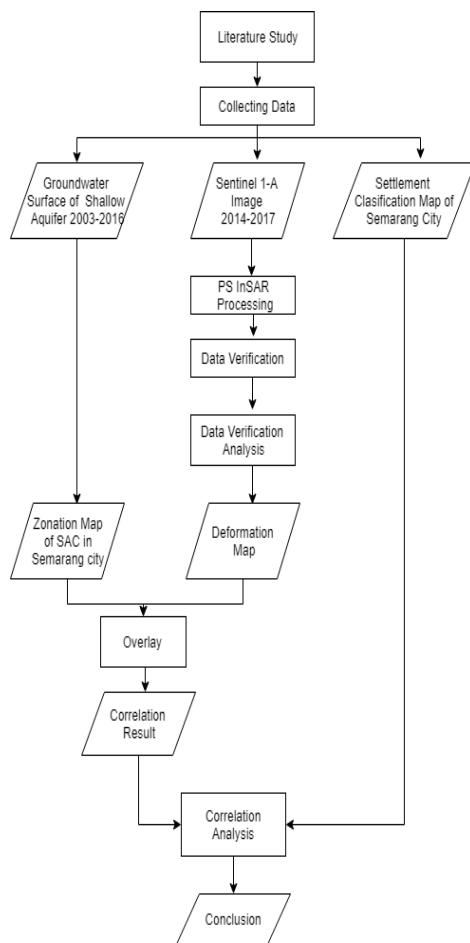 Literature Study
Collecting Data
Groundwater
Surface of Shallow
Aquifer 2003-2016
Sentinel 1-A
Image
2014-2017
Settlement
Clasification Map of
Semarang City
PS InSAR
Processing
Data Verification
Data Verification
Analysis
Zonation Map
of SAC in
Semarang city
Deformation
Map
Overlay
Correlation
Result
Correlation
Analysis
Conclusion